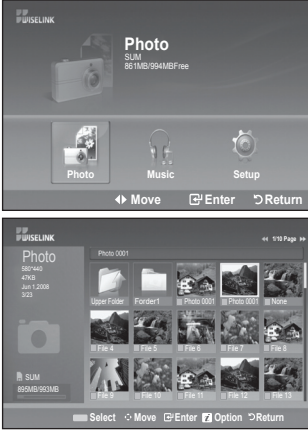 WISELINK
Photo
SUM
861MB/994MBFree
Photo Music Setup
Move Enter Return
WISELINK
1/10 Page
Photo
580*440
47KB
Jun 1,2008
3/23
SUM
895MB/993MB
Photo 0001
Upper Folder Forder1 Photo 0001 Photo 0001 None
File 4 File 5 File 6 File 7 File 8
File 9 File 10 File 11 File 12 File 13
Select Move Enter Option Return